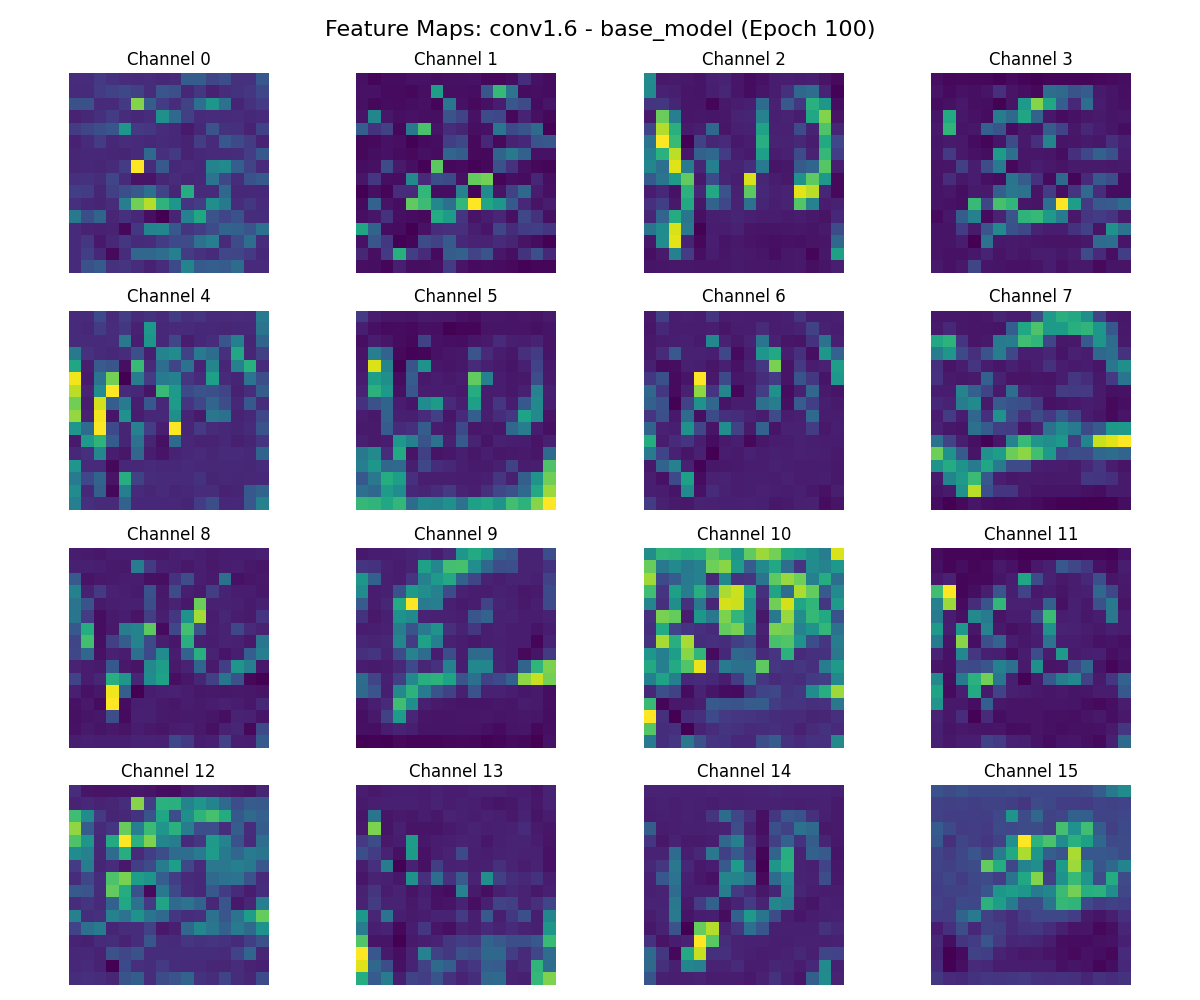 Feature Maps: conv1.6 - base_model (Epoch 100)
Channel 0
Channel 1
Channel 2
Channel 3
Channel 4
Channel 5
Channel 6
Channel 7
Channel 8
Channel 9
Channel 10
Channel 11
Channel 12
Channel 13
Channel 14
Channel 15